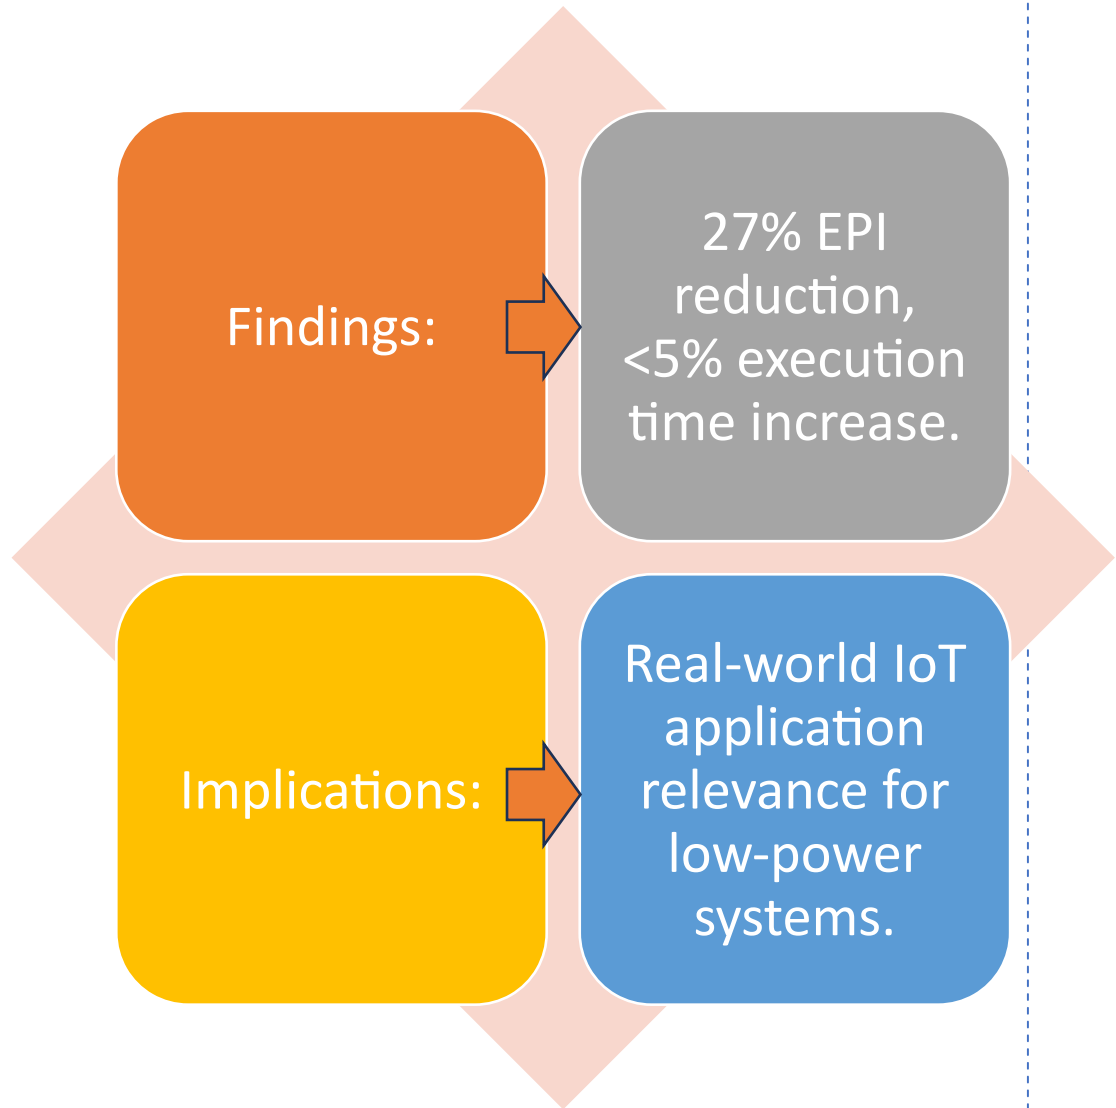 Findings:
27% EPI
reduction,
<5% execution
time increase.
Implications:
Real-world IoT
application
relevance for
low-power
systems.